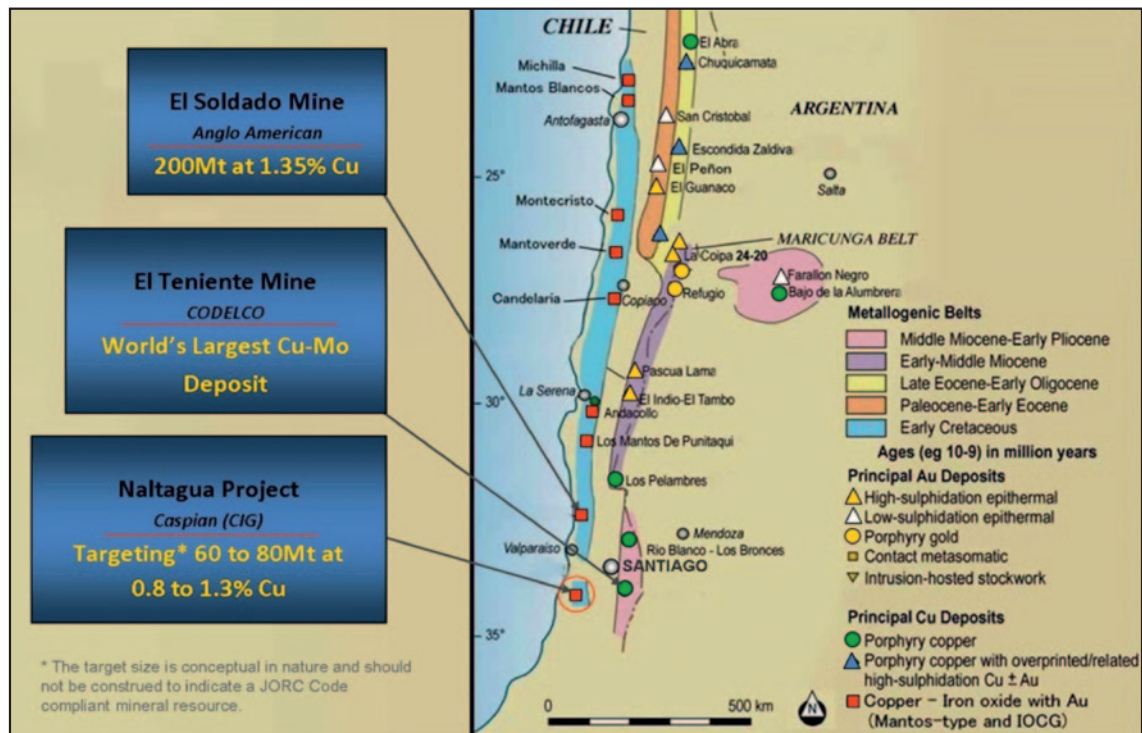 El Soldado Mine
Anglo American
200Mt at 1.35% Cu
El Teniente Mine
CODELCO
World's Largest Cu-Mo
Deposit
Naltagua Project
Caspian (CIG)
Targeting* 60 to 80Mt at
0.8 to 1.3% Cu
* The target size is conceptual in nature and should
not be construed to indicate a JORC Code
compliant mineral resource.
CHILE
El Abra
Chuquicamata
Michilla
Mantos Blancos
Antofagasta
San Cristobal
ARGENTINA
Escondida Zaldiva
El Peñon
El Guanaco
25°
Salta
Montecristo
Mantoverde
MARICUNGA BELT
La Coipa 24-20
Farallon Negro
Bajo de la Alumbrera
Candelaria
Copiapo
Refugio
Pascua Lama
La Serena
El Indio-El Tambo
30°
Andacollo
Los Mantos De Punitaqui
Los Pelambres
Mendoza
Valparaiso
Rio Blanco - Los Bronces
SANTIAGO
35°
0
500 km
N
Metallogenic Belts
Middle Miocene-Early Pliocene
Early-Middle Miocene
Late Eocene-Early Oligocene
Paleocene-Early Eocene
Early Cretaceous
Ages (eg 10-9) in million years
Principal Au Deposits
High-sulphidation epithermal
Low-sulphidation epithermal
Porphyry gold
Contact metasomatic
Intrusion-hosted stockwork
Principal Cu Deposits
Porphyry copper
Porphyry copper with overprinted/related
high-sulphidation Cu ± Au
Copper - Iron oxide with Au
(Mantos-type and IOCG)